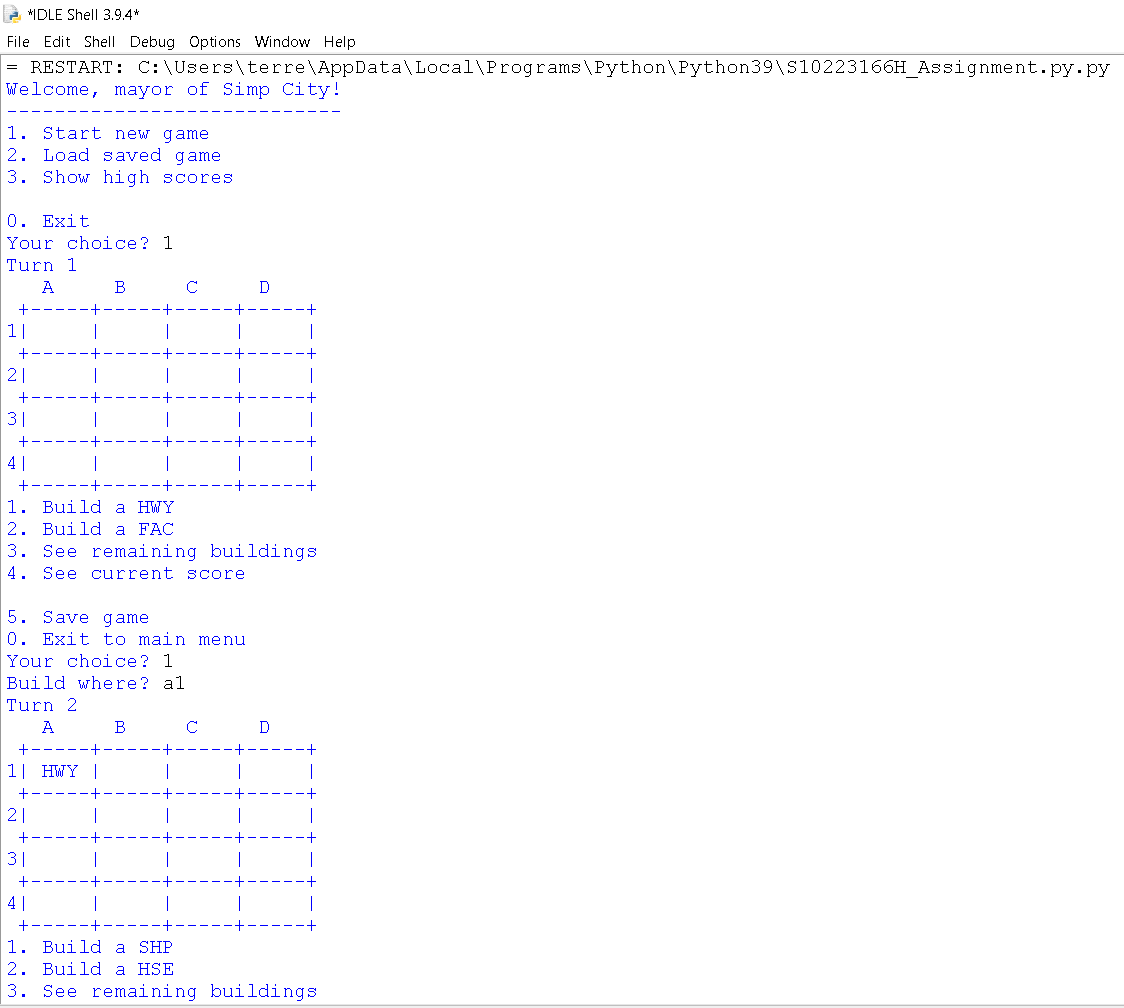 *IDLE Shell 3.9.4*
File Edit Shell Debug Options Window Help
= RESTART: C:\Users\terre\AppData\Local\Programs\Python\Python39\S10223166H_Assignment.py.py
Welcome, mayor of Simp City!
----------------------------
1. Start new game
2. Load saved game
3. Show high scores

0. Exit
Your choice? 1
Turn 1
   A     B     C     D
 +-----+-----+-----+-----+
1|     |     |     |     |
 +-----+-----+-----+-----+
2|     |     |     |     |
 +-----+-----+-----+-----+
3|     |     |     |     |
 +-----+-----+-----+-----+
4|     |     |     |     |
 +-----+-----+-----+-----+
1. Build a HWY
2. Build a FAC
3. See remaining buildings
4. See current score

5. Save game
0. Exit to main menu
Your choice? 1
Build where? a1
Turn 2
   A     B     C     D
 +-----+-----+-----+-----+
1| HWY |     |     |     |
 +-----+-----+-----+-----+
2|     |     |     |     |
 +-----+-----+-----+-----+
3|     |     |     |     |
 +-----+-----+-----+-----+
4|     |     |     |     |
 +-----+-----+-----+-----+
1. Build a SHP
2. Build a HSE
3. See remaining buildings